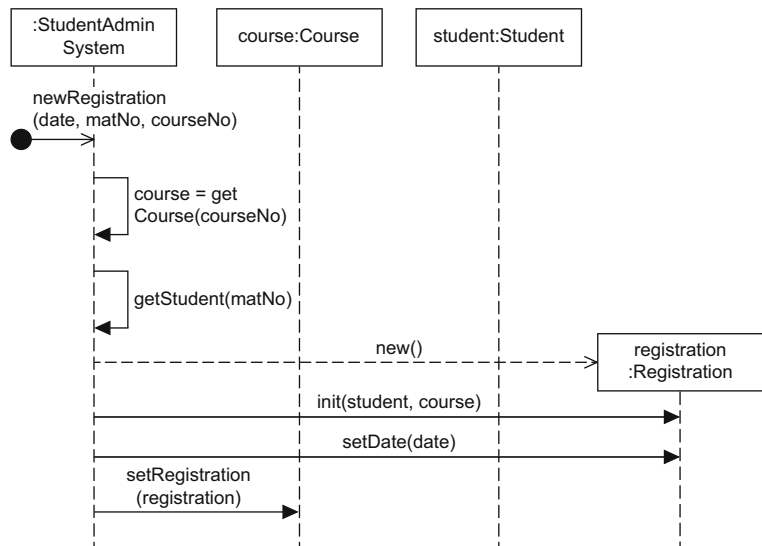 :StudentAdmin
System
course:Course
student:Student
newRegistration
(date, matNo, courseNo)
course = get
Course(courseNo)
getStudent(matNo)
new()
registration
:Registration
init(student, course)
setDate(date)
setRegistration
(registration)